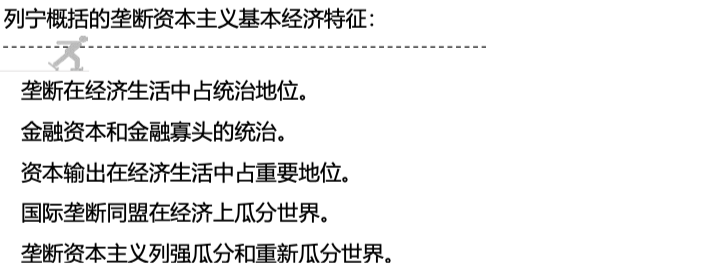 列宁概括的垄断资本主义基本经济特征：
垄断在经济生活中占统治地位。
金融资本和金融寡头的统治。
资本输出在经济生活中占重要地位。
国际垄断同盟在经济上瓜分世界。
垄断资本主义列强瓜分和重新瓜分世界。